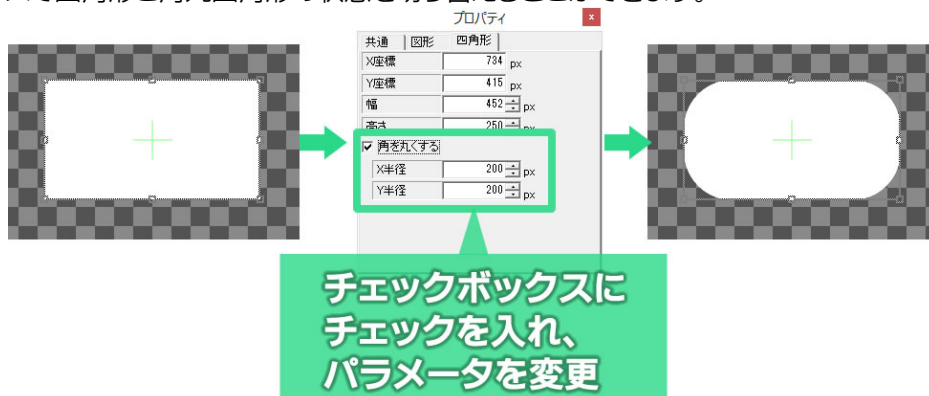 プロパティ
共通 図形 四角形
X座標 734 px
Y座標 415 px
幅 452 px
高さ 250 px
角を丸くする
X半径 200 px
Y半径 200 px
チェックボックスに
チェックを入れ、
パラメータを変更